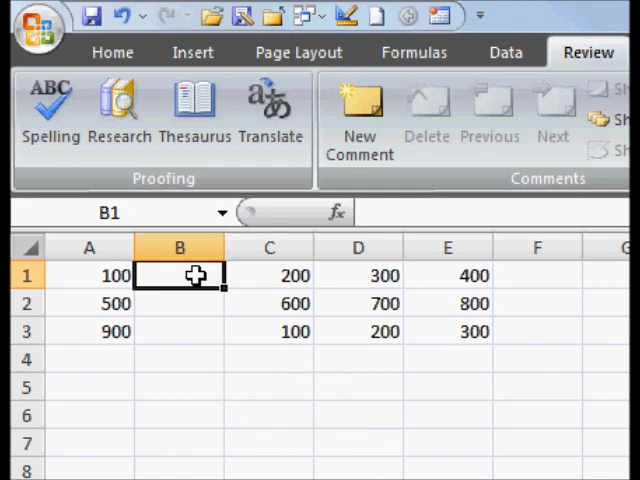 Home Insert Page Layout Formulas Data Review
ABC
Spelling Research Thesaurus Translate New Comment Delete Previous Next
Proofing Comments
B1 fx
A B C D E F
1 100 200 300 400
2 500 600 700 800
3 900 100 200 300
4
5
6
7
8